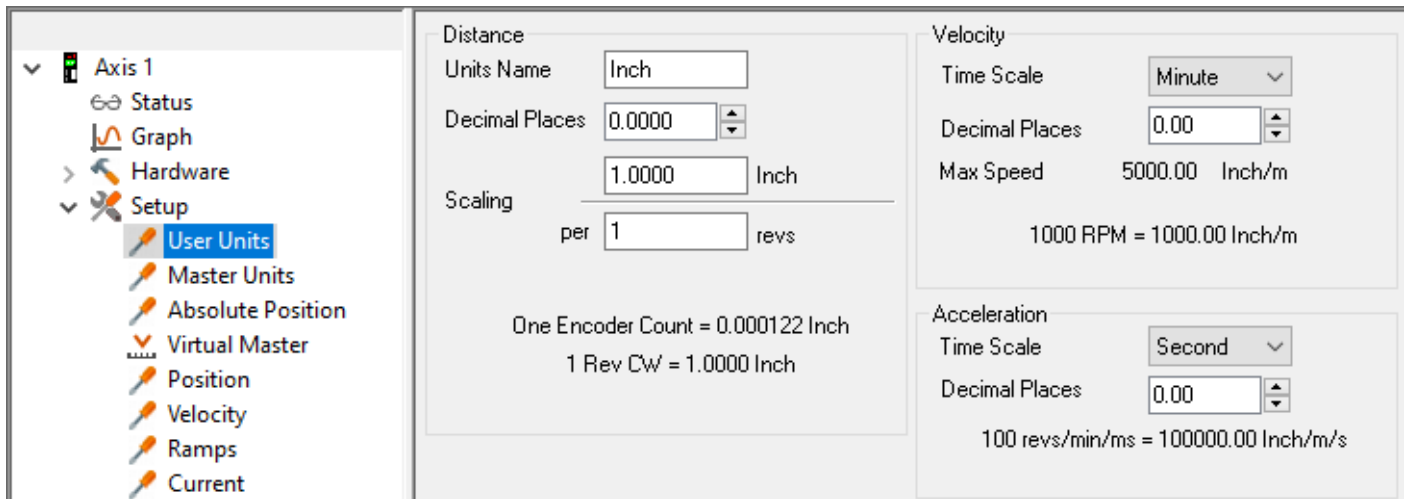 Axis 1
Status
Graph
Hardware
Setup
User Units
Master Units
Absolute Position
Virtual Master
Position
Velocity
Ramps
Current
Distance
Units Name Inch
Decimal Places 0.0000
1.0000 Inch
Scaling
per 1 revs
One Encoder Count = 0.000122 Inch
1 Rev CW = 1.0000 Inch
Velocity
Time Scale Minute
Decimal Places 0.00
Max Speed 5000.00 Inch/m
1000 RPM = 1000.00 Inch/m
Acceleration
Time Scale Second
Decimal Places 0.00
100 revs/min/ms = 100000.00 Inch/m/s